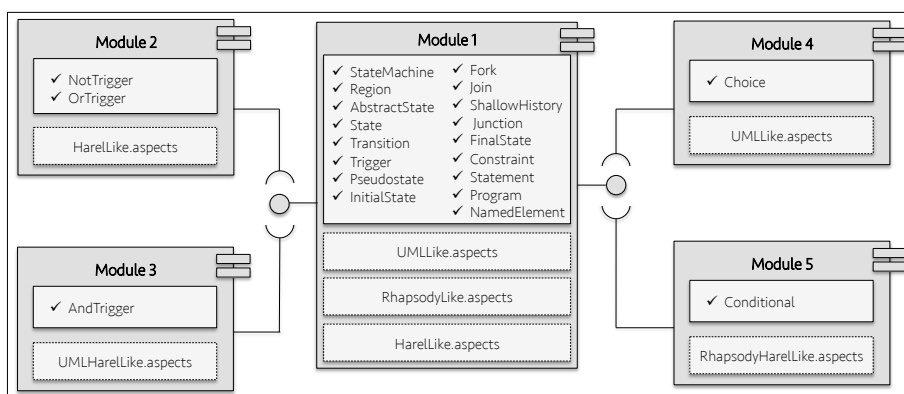 Module 2
✓ NotTrigger
✓ OrTrigger
HarelLike.aspects
Module 3
✓ AndTrigger
UMLHarelLike.aspects
Module 1
✓ StateMachine
✓ Region
✓ AbstractState
✓ State
✓ Transition
✓ Trigger
✓ Pseudostate
✓ InitialState
✓ Fork
✓ Join
✓ ShallowHistory
✓ Junction
✓ FinalState
✓ Constraint
✓ Statement
✓ Program
✓ NamedElement
UMLLike.aspects
RhapsodyLike.aspects
HarelLike.aspects
Module 4
✓ Choice
UMLLike.aspects
Module 5
✓ Conditional
RhapsodyHarelLike.aspects